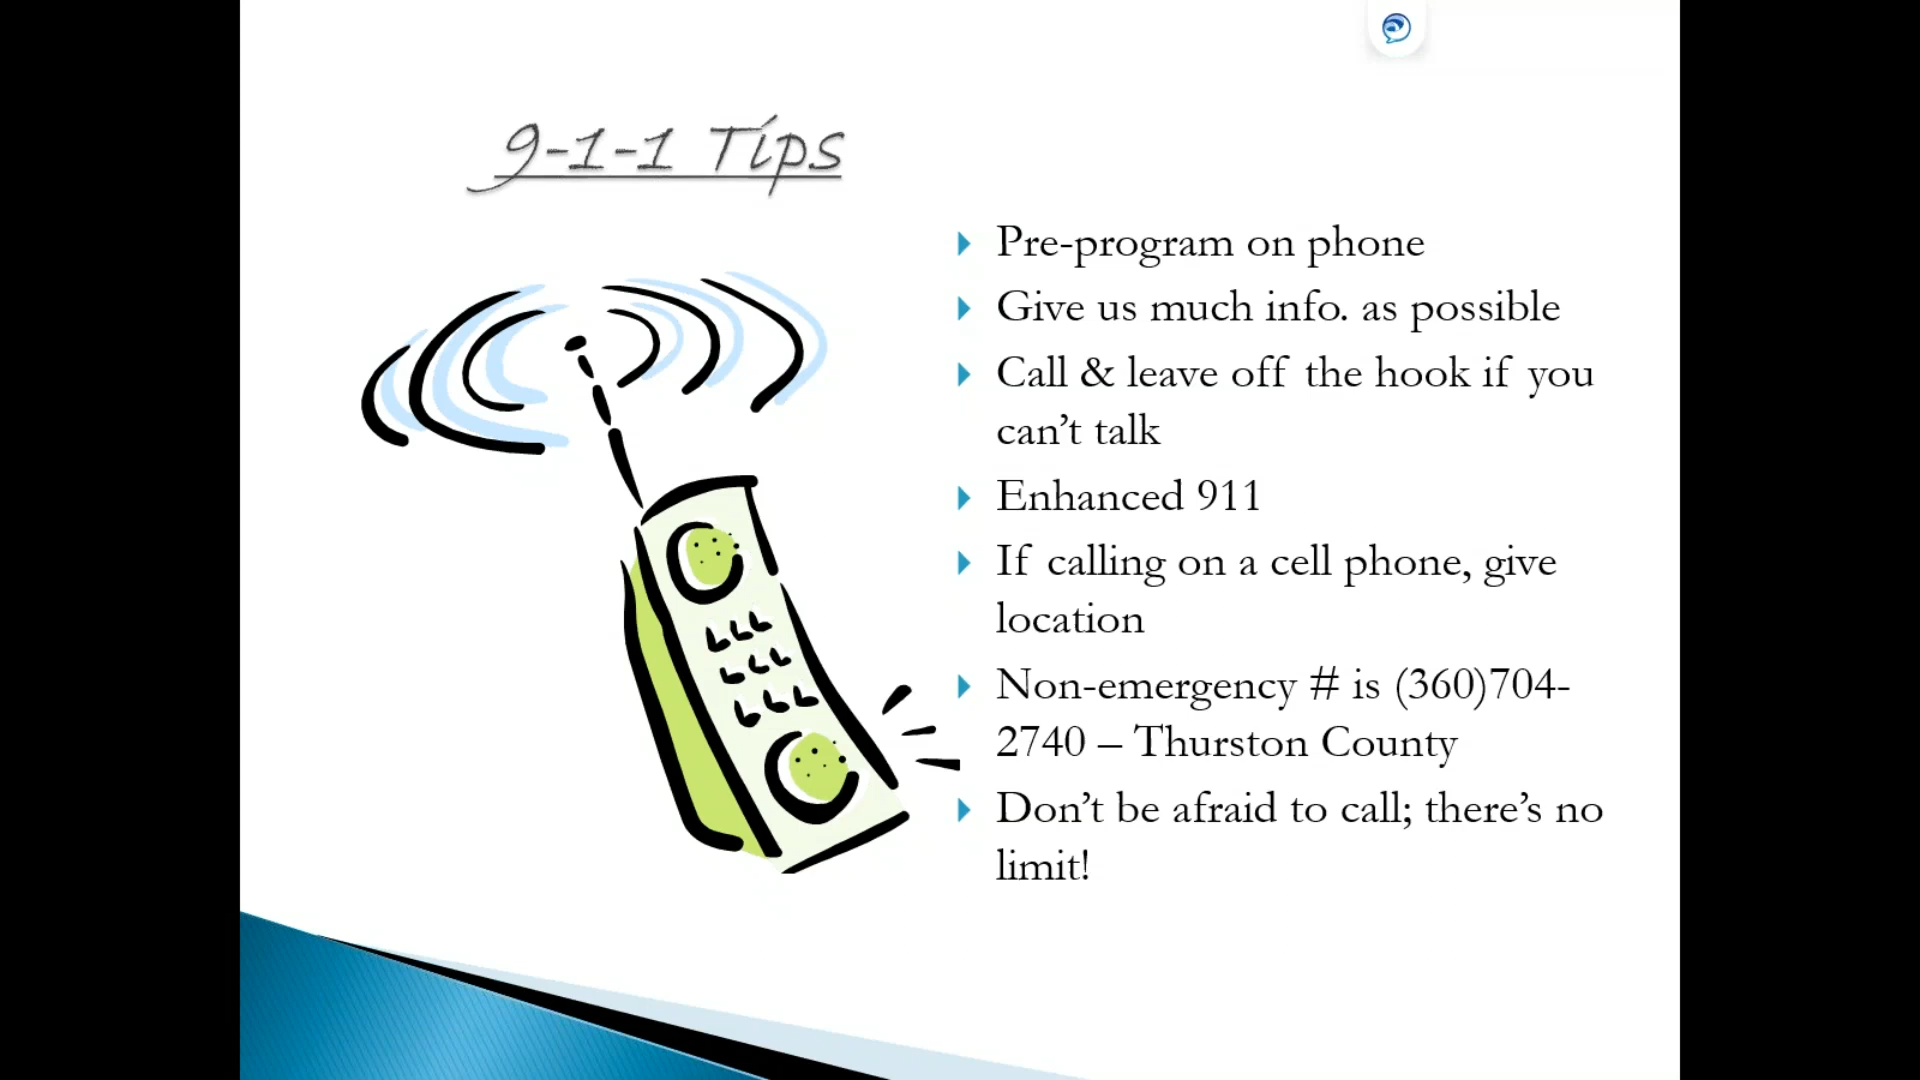 9-1-1 Tips
Pre-program on phone
Give us much info. as possible
Call & leave off the hook if you
can’t talk
Enhanced 911
If calling on a cell phone, give
location
Non-emergency # is (360)704-
2740 – Thurston County
Don’t be afraid to call; there’s no
limit!